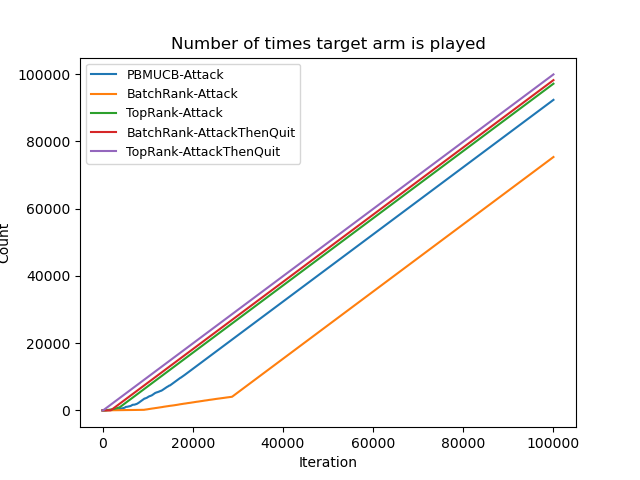 Number of times target arm is played
100000
80000
60000
40000
20000
0
Count
PBMUCB-Attack
BatchRank-Attack
TopRank-Attack
BatchRank-AttackThenQuit
TopRank-AttackThenQuit
0 20000 40000 60000 80000 100000
Iteration